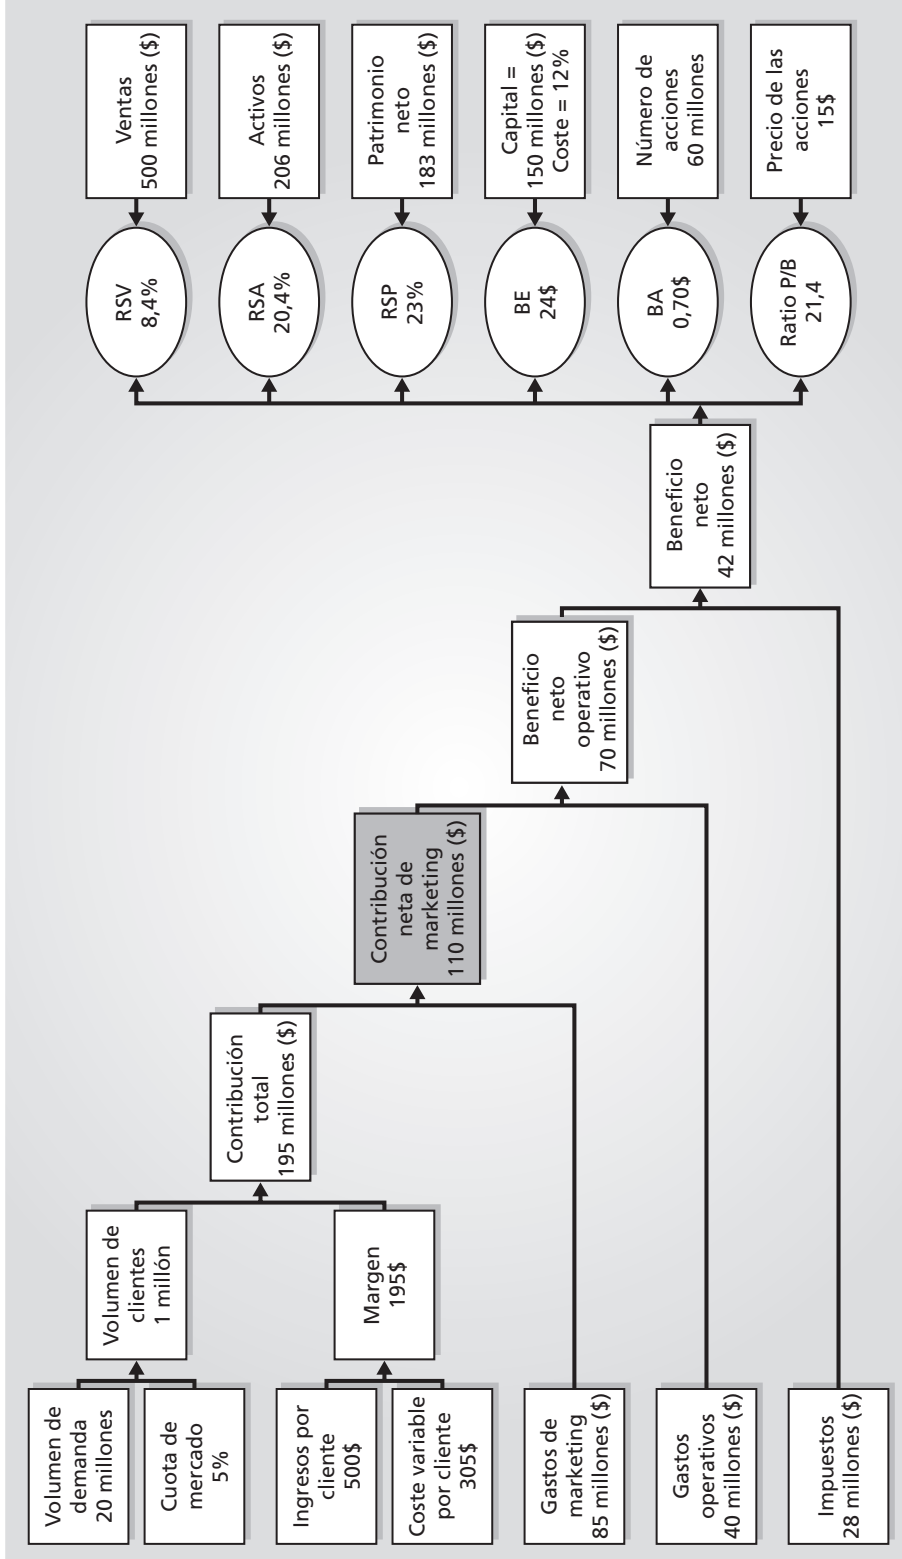 Volumen de
demanda
20 millones
Cuota de
mercado
5%
Ingresos por
cliente
500$
Coste variable
por cliente
305$
Gastos de
marketing
85 millones ($)
Gastos
operativos
40 millones ($)
Impuestos
28 millones ($)
Volumen de
clientes
1 millón
Margen
195$
Contribución
total
195 millones ($)
Contribución
neta de
marketing
110 millones ($)
Beneficio
neto
operativo
70 millones ($)
Beneficio
neto
42 millones ($)
RSV
8,4%
RSA
20,4%
RSP
23%
BE
24$
BA
0,70$
Ratio P/B
21,4
Ventas
500 millones ($)
Activos
206 millones ($)
Patrimonio
neto
183 millones ($)
Capital =
150 millones ($)
Coste = 12%
Número de
acciones
60 millones
Precio de las
acciones
15$